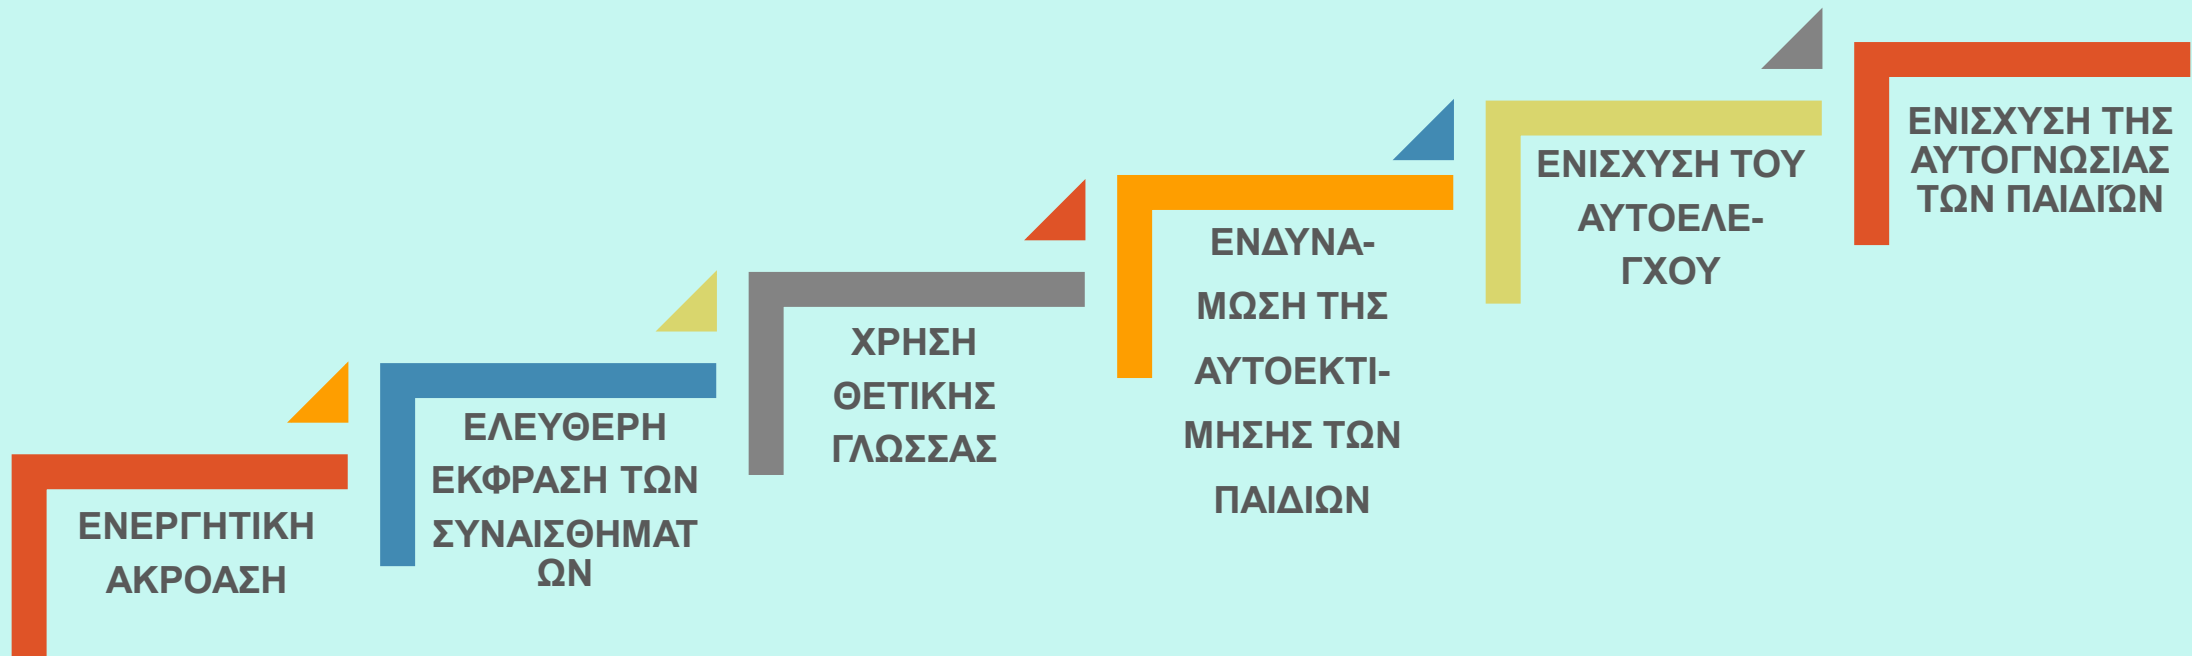 ΕΝΕΡΓΗΤΙΚΗ
ΑΚΡΟΑΣΗ
ΕΛΕΥΘΕΡΗ
ΕΚΦΡΑΣΗ ΤΩΝ
ΣΥΝΑΙΣΘΗΜΑΤ
ΩΝ
ΧΡΗΣΗ
ΘΕΤΙΚΗΣ
ΓΛΩΣΣΑΣ
ΕΝΔΥΝΑ-
ΜΩΣΗ ΤΗΣ
ΑΥΤΟΕΚΤΙ-
ΜΗΣΗΣ ΤΩΝ
ΠΑΙΔΙΩΝ
ΕΝΙΣΧΥΣΗ ΤΟΥ
ΑΥΤΟΕΛΕ-
ΓΧΟΥ
ΕΝΙΣΧΥΣΗ ΤΗΣ
ΑΥΤΟΓΝΩΣΙΑΣ
ΤΩΝ ΠΑΙΔΙΏΝ